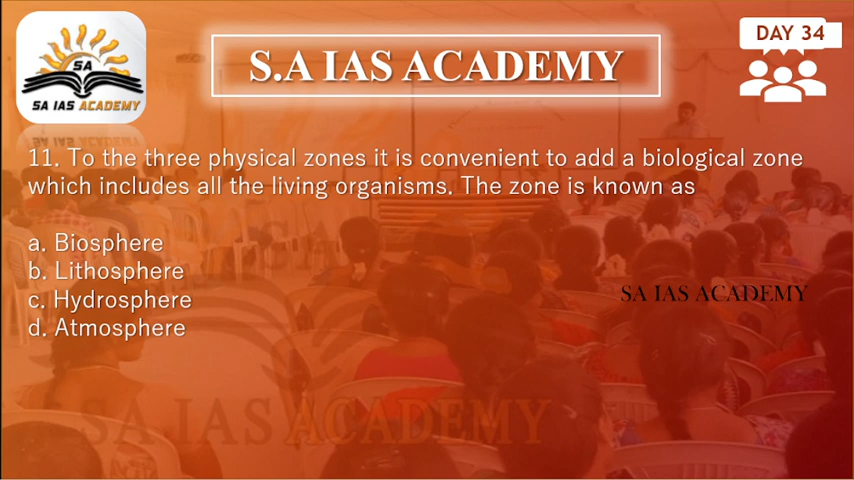 S.A IAS ACADEMY
DAY 34
SA
SA IAS ACADEMY
11. To the three physical zones it is convenient to add a biological zone
which includes all the living organisms. The zone is known as
a. Biosphere
b. Lithosphere
c. Hydrosphere
d. Atmosphere
SA IAS ACADEMY
SA IAS ACADEMY